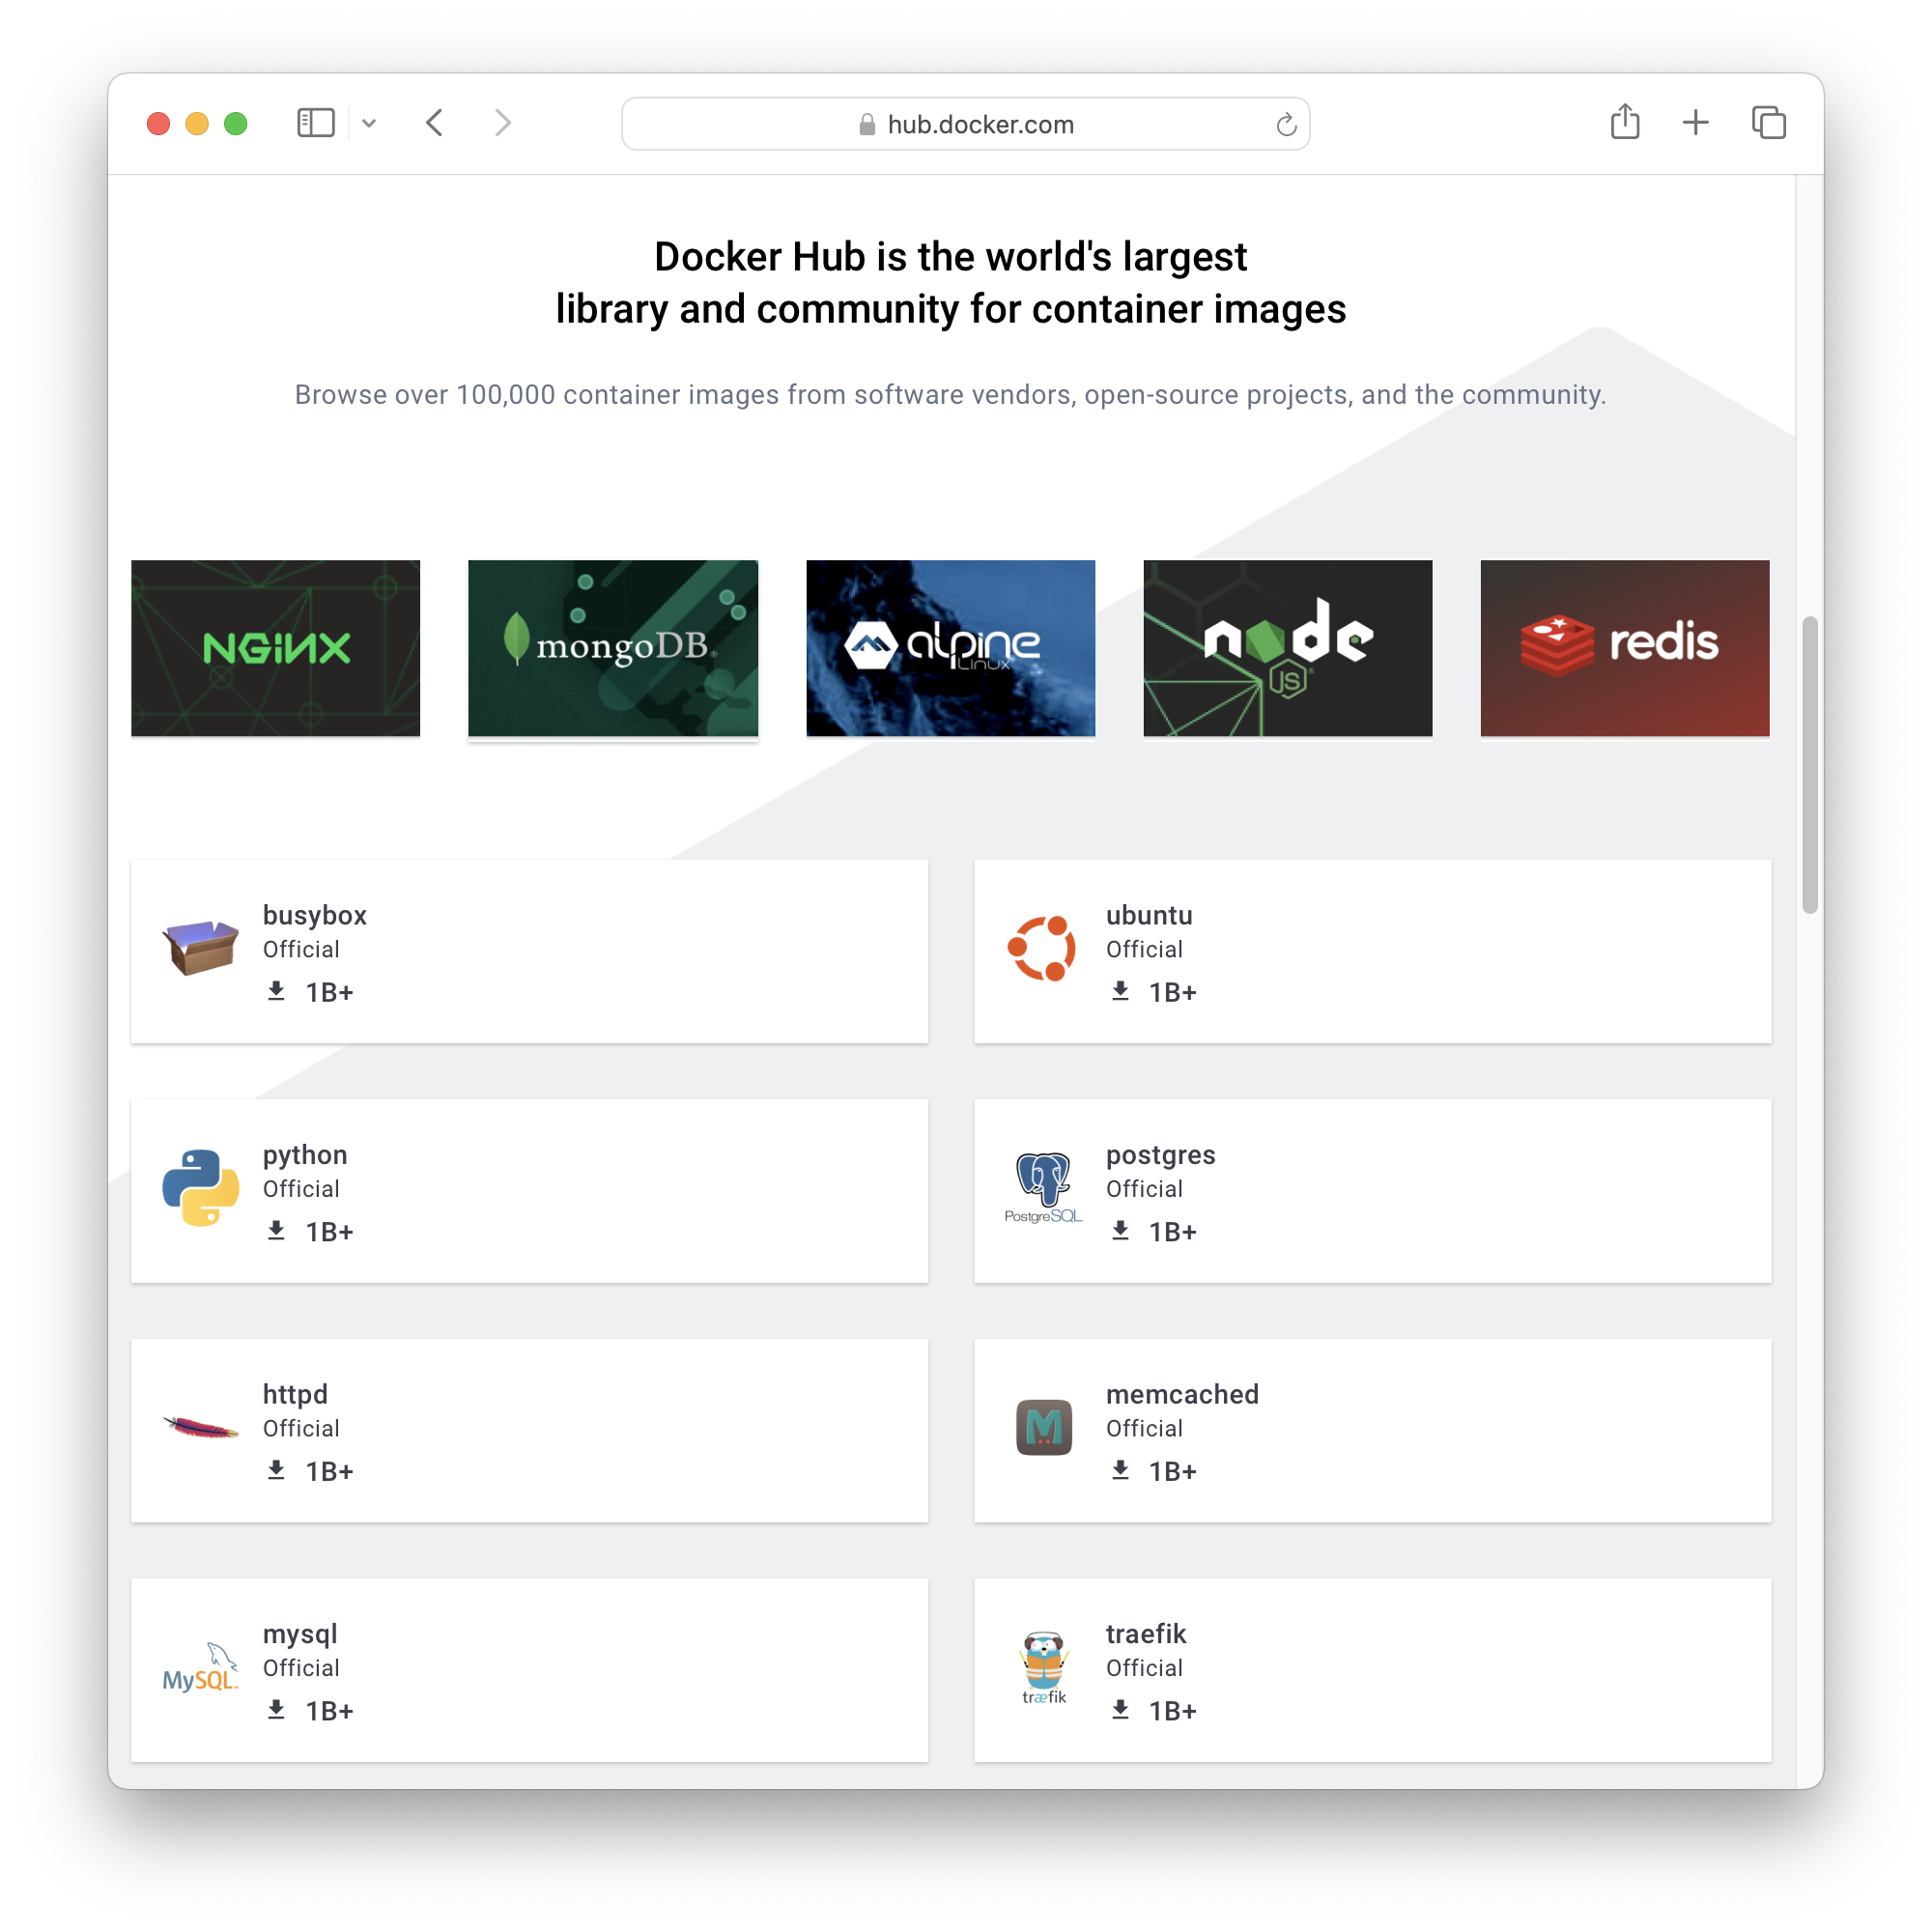 hub.docker.com
Docker Hub is the world's largest
library and community for container images
Browse over 100,000 container images from software vendors, open-source projects, and the community.
NGINX
mongoDB®
alpine
Linux
node
JS®
redis
busybox
Official
1B+
ubuntu
Official
1B+
python
Official
1B+
PostgreSQL
postgres
Official
1B+
httpd
Official
1B+
M
memcached
Official
1B+
MySQL™
mysql
Official
1B+
træfik
traefik
Official
1B+